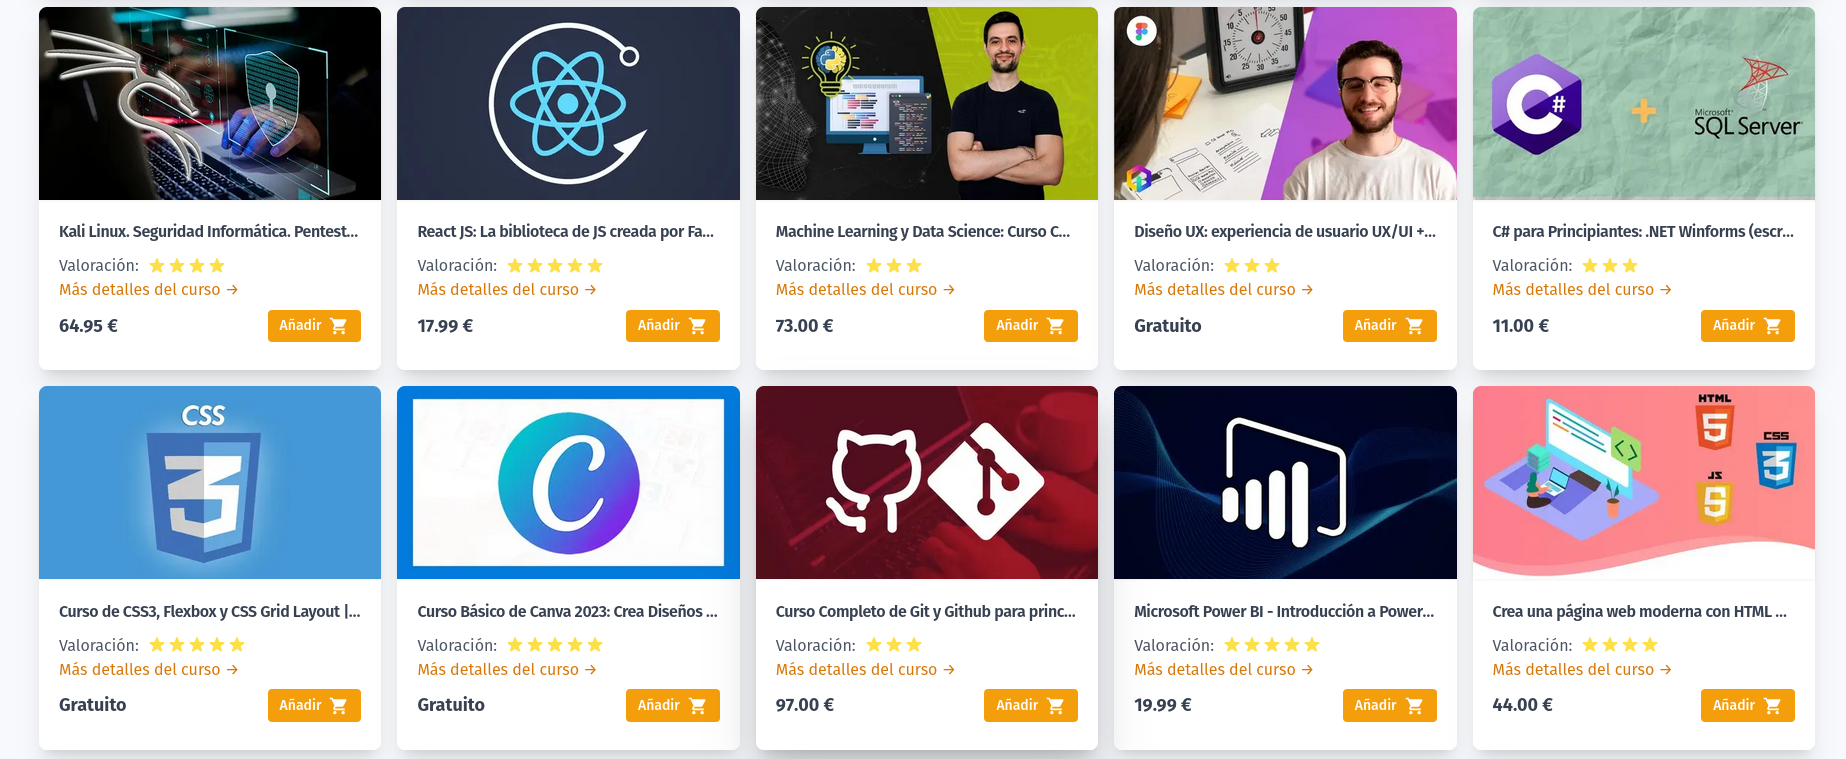 Microsoft
SQL Server
Kali Linux. Seguridad Informática. Pentest...
Valoración:
Más detalles del curso →
64.95 €
Añadir
React JS: La biblioteca de JS creada por Fa...
Valoración:
Más detalles del curso →
17.99 €
Añadir
Machine Learning y Data Science: Curso C...
Valoración:
Más detalles del curso →
73.00 €
Añadir
Diseño UX: experiencia de usuario UX/UI +...
Valoración:
Más detalles del curso →
Gratuito
Añadir
C# para Principiantes: .NET Winforms (escr...
Valoración:
Más detalles del curso →
11.00 €
Añadir
CSS
3
HTML
5
CSS
3
JS
5
Curso de CSS3, Flexbox y CSS Grid Layout |...
Valoración:
Más detalles del curso →
Gratuito
Añadir
Curso Básico de Canva 2023: Crea Diseños ...
Valoración:
Más detalles del curso →
Gratuito
Añadir
Curso Completo de Git y Github para princ...
Valoración:
Más detalles del curso →
97.00 €
Añadir
Microsoft Power BI - Introducción a Power...
Valoración:
Más detalles del curso →
19.99 €
Añadir
Crea una página web moderna con HTML ...
Valoración:
Más detalles del curso →
44.00 €
Añadir